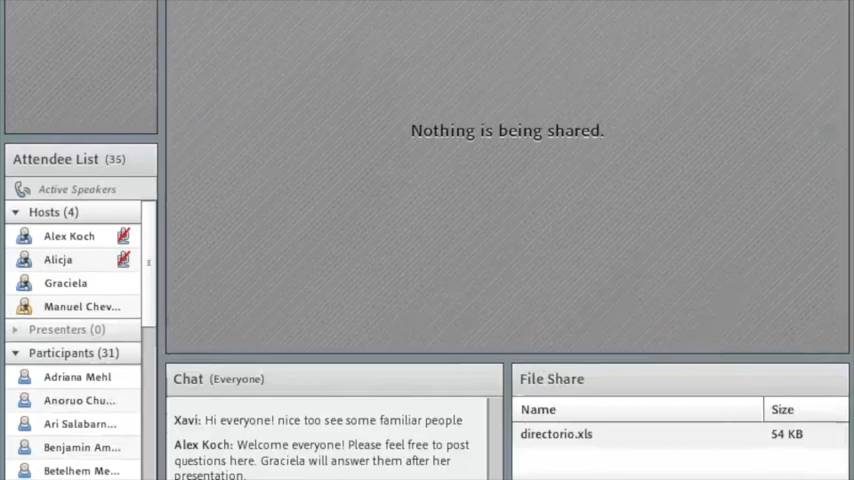 Nothing is being shared.
Attendee List (35)
Active Speakers
Hosts (4)
Alex Koch
Alicja
Graciela
Manuel Chev...
Presenters (0)
Participants (31)
Adriana Mehl
Anoruo Chu...
Ari Salabarn...
Benjamin Am...
Betelhem Me...
Chat (Everyone)
Xavi: Hi everyone! nice too see some familiar people
Alex Koch: Welcome everyone! Please feel free to post
questions here. Graciela will answer them after her
presentation.
File Share
Name Size
directorio.xls 54 KB